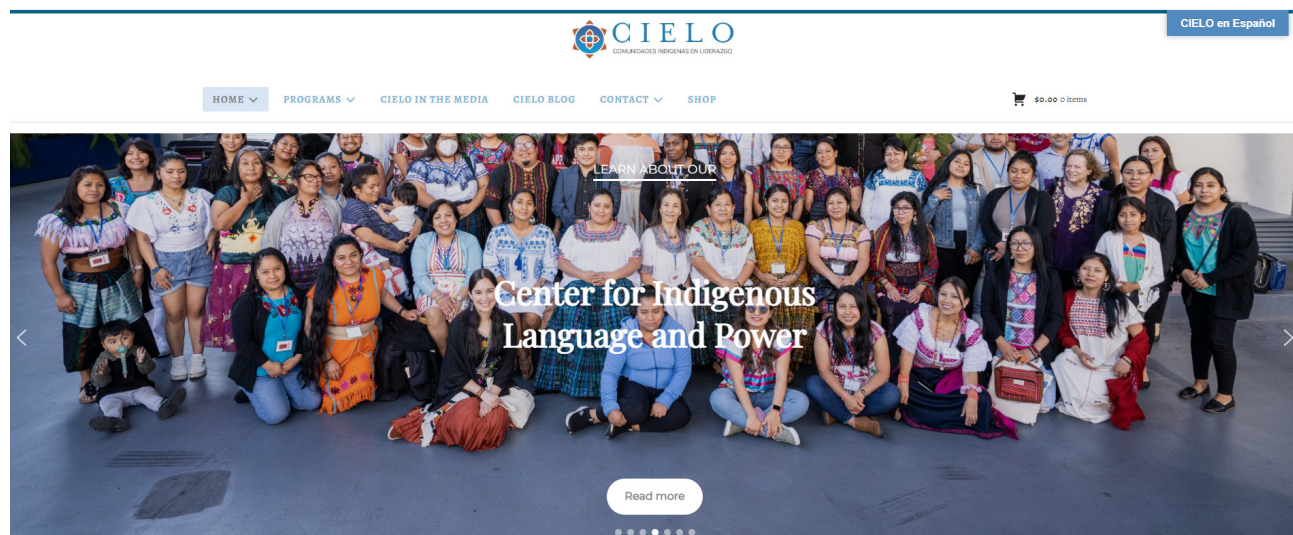 CIELO en Español
CIELO
COMUNIDADES INDIGENAS EN LIDERAZGO
HOME PROGRAMS CIELO IN THE MEDIA CIELO BLOG CONTACT SHOP $0.00 0 items
LEARN ABOUT OUR
Center for Indigenous
Language and Power
Read more